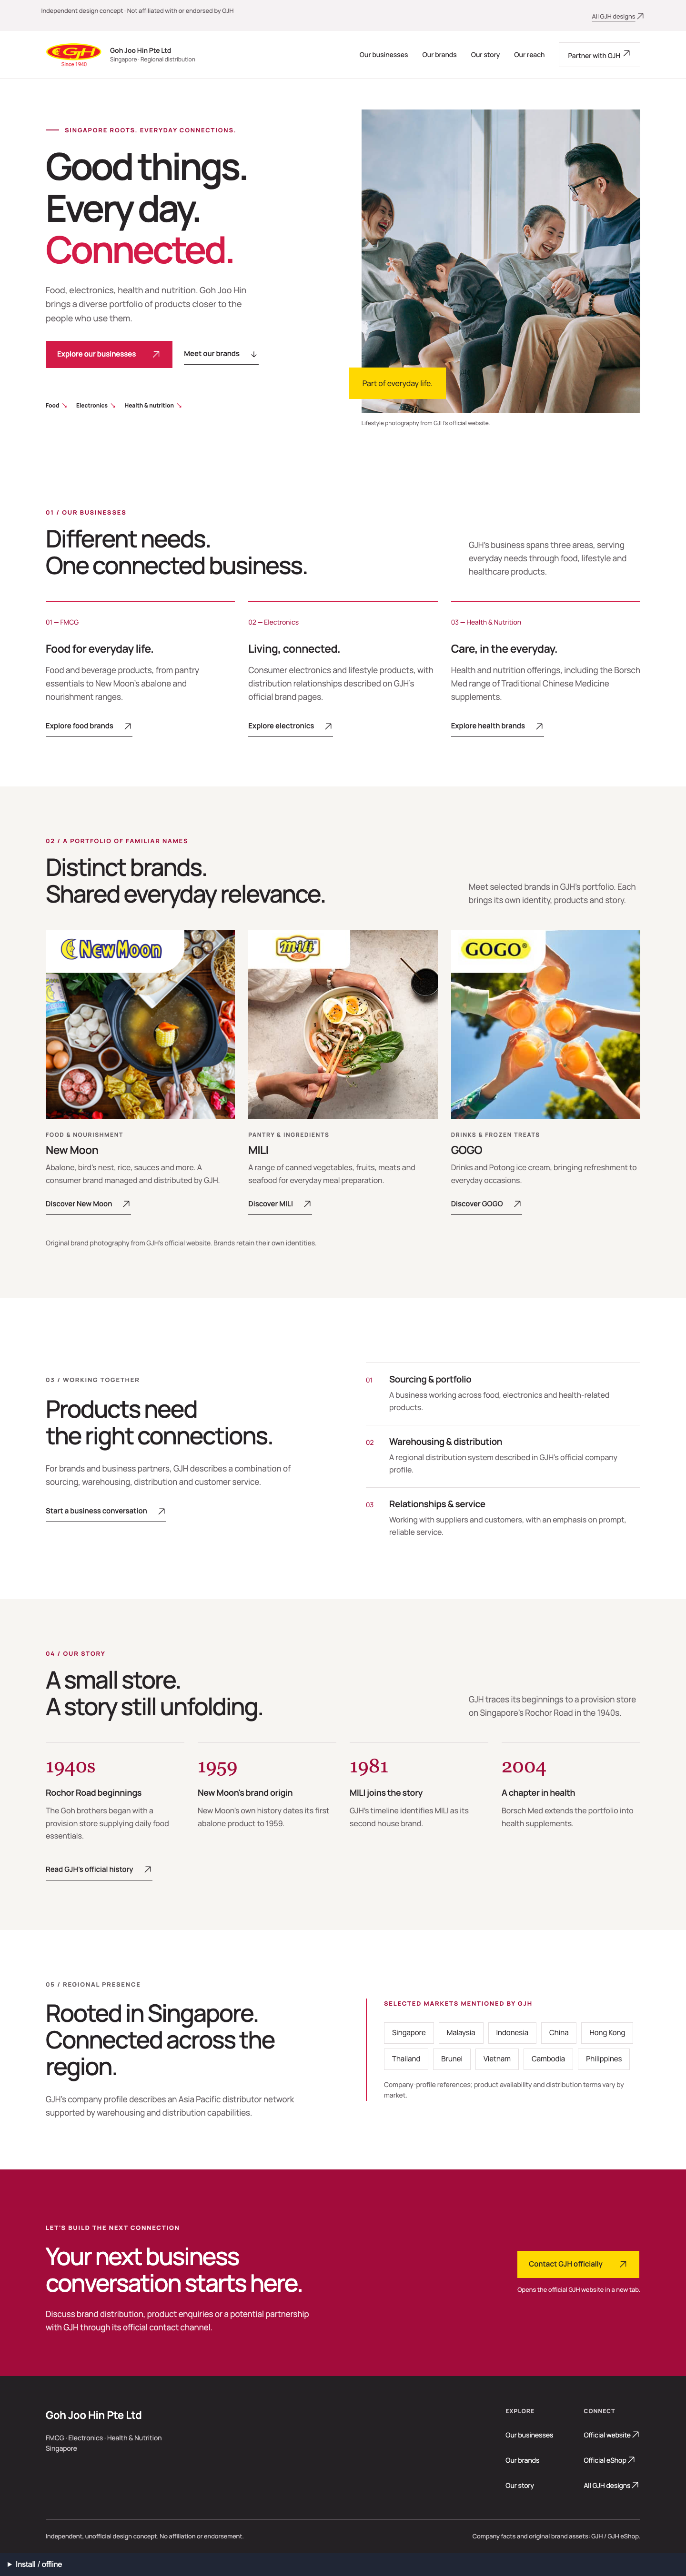 Independent design concept · Not affiliated with or endorsed by GJH
All GJH designs
GJH
Since 1940
Goh Joo Hin Pte Ltd
Singapore · Regional distribution
Our businesses
Our brands
Our story
Our reach
Partner with GJH
SINGAPORE ROOTS. EVERYDAY CONNECTIONS.
Good things.
Every day.
Connected.
Food, electronics, health and nutrition. Goh Joo Hin
brings a diverse portfolio of products closer to the
people who use them.
Explore our businesses
Meet our brands
Food
Electronics
Health & nutrition
Part of everyday life.
Lifestyle photography from GJH's official website.
01 / OUR BUSINESSES
Different needs.
One connected business.
GJH's business spans three areas, serving
everyday needs through food, lifestyle and
healthcare products.
01 — FMCG
Food for everyday life.
Food and beverage products, from pantry
essentials to New Moon's abalone and
nourishment ranges.
Explore food brands
02 — Electronics
Living, connected.
Consumer electronics and lifestyle products, with
distribution relationships described on GJH's
official brand pages.
Explore electronics
03 — Health & Nutrition
Care, in the everyday.
Health and nutrition offerings, including the Borsch
Med range of Traditional Chinese Medicine
supplements.
Explore health brands
02 / A PORTFOLIO OF FAMILIAR NAMES
Distinct brands.
Shared everyday relevance.
Meet selected brands in GJH's portfolio. Each
brings its own identity, products and story.
New Moon
mili
GOGO®
FOOD & NOURISHMENT
New Moon
Abalone, bird's nest, rice, sauces and more. A
consumer brand managed and distributed by GJH.
Discover New Moon
PANTRY & INGREDIENTS
MILI
A range of canned vegetables, fruits, meats and
seafood for everyday meal preparation.
Discover MILI
DRINKS & FROZEN TREATS
GOGO
Drinks and Potong ice cream, bringing refreshment to
everyday occasions.
Discover GOGO
Original brand photography from GJH's official website. Brands retain their own identities.
03 / WORKING TOGETHER
Products need
the right connections.
For brands and business partners, GJH describes a combination of
sourcing, warehousing, distribution and customer service.
Start a business conversation
01
Sourcing & portfolio
A business working across food, electronics and health-related
products.
02
Warehousing & distribution
A regional distribution system described in GJH's official company
profile.
03
Relationships & service
Working with suppliers and customers, with an emphasis on prompt,
reliable service.
04 / OUR STORY
A small store.
A story still unfolding.
GJH traces its beginnings to a provision store
on Singapore's Rochor Road in the 1940s.
1940s
Rochor Road beginnings
The Goh brothers began with a
provision store supplying daily food
essentials.
1959
New Moon's brand origin
New Moon's own history dates its first
abalone product to 1959.
1981
MILI joins the story
GJH's timeline identifies MILI as its
second house brand.
2004
A chapter in health
Borsch Med extends the portfolio into
health supplements.
Read GJH's official history
05 / REGIONAL PRESENCE
Rooted in Singapore.
Connected across the
region.
GJH's company profile describes an Asia Pacific distributor network
supported by warehousing and distribution capabilities.
SELECTED MARKETS MENTIONED BY GJH
Singapore
Malaysia
Indonesia
China
Hong Kong
Thailand
Brunei
Vietnam
Cambodia
Philippines
Company-profile references; product availability and distribution terms vary by
market.
LET'S BUILD THE NEXT CONNECTION
Your next business
conversation starts here.
Discuss brand distribution, product enquiries or a potential partnership
with GJH through its official contact channel.
Contact GJH officially
Opens the official GJH website in a new tab.
Goh Joo Hin Pte Ltd
FMCG · Electronics · Health & Nutrition
Singapore
EXPLORE
Our businesses
Our brands
Our story
CONNECT
Official website
Official eShop
All GJH designs
Independent, unofficial design concept. No affiliation or endorsement.
Company facts and original brand assets: GJH / GJH eShop.
Install / offline